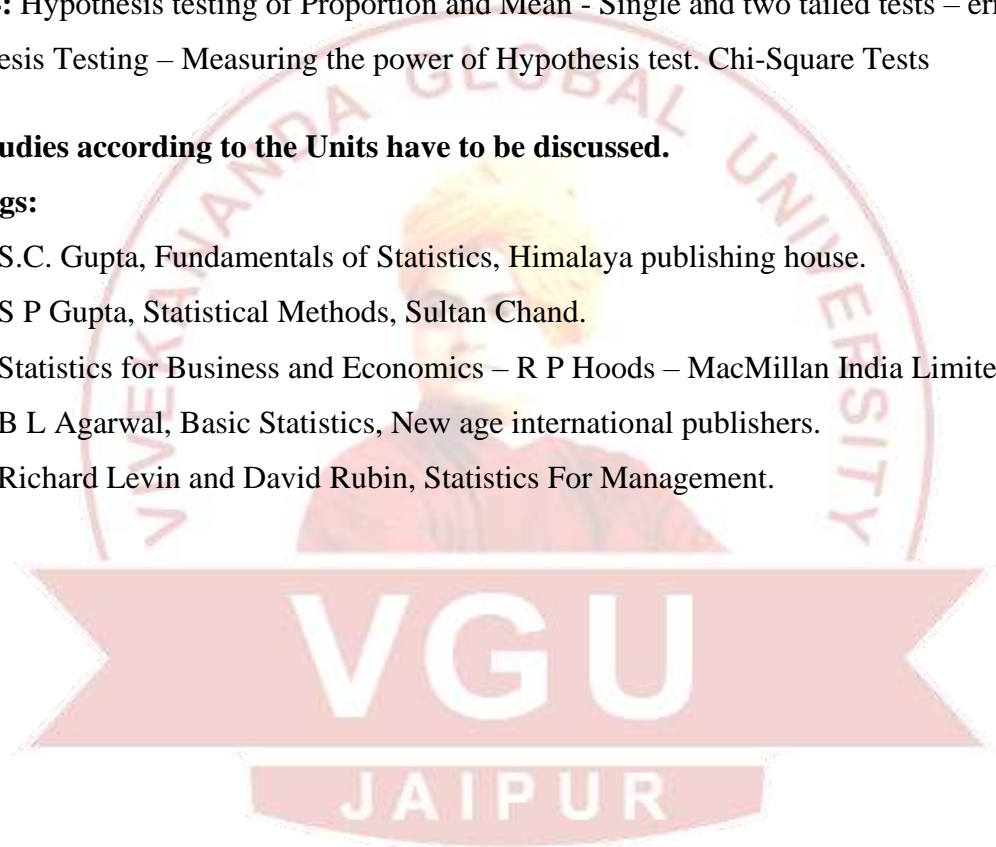 : Hypothesis testing of Proportion and Mean - Single and two tailed tests –
esis Testing – Measuring the power of Hypothesis test. Chi-Square Tests
udies according to the Units have to be discussed.
gs:
S.C. Gupta, Fundamentals of Statistics, Himalaya publishing house.
S P Gupta, Statistical Methods, Sultan Chand.
Statistics for Business and Economics – R P Hoods – MacMillan India Limite
B L Agarwal, Basic Statistics, New age international publishers.
Richard Levin and David Rubin, Statistics For Management.
VIVEKANANDA GLOBAL UNIVERSITY
VGU
JAIPUR